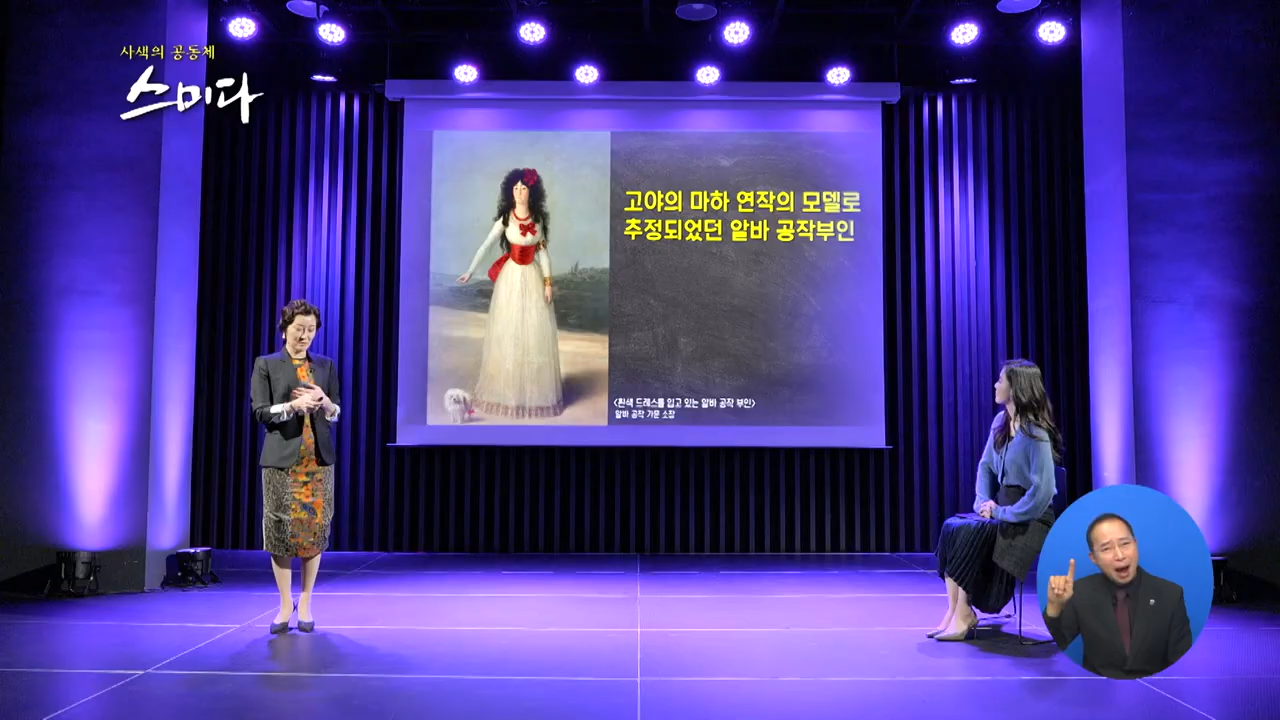 사색의 공동체
스미다
고야의 마하 연작의 모델로
추정되었던 알바 공작부인
<흰색 드레스를 입고 있는 알바 공작 부인>
알바 공작 가문 소장